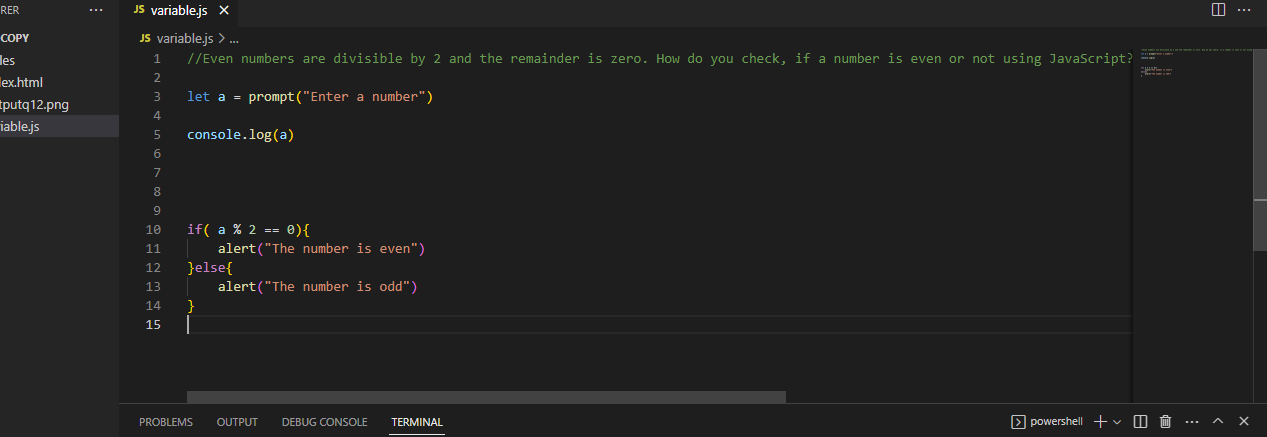 RER ···
JS variable.js ×
COPY
JS variable.js > ...
les
ex.html
tputq12.png
iable.js
1 //Even numbers are divisible by 2 and the remainder is zero. How do you check, if a number is even or not using JavaScript?
2
3 let a = prompt("Enter a number")
4
5 console.log(a)
6
7
8
9
10 if( a % 2 == 0){
11 alert("The number is even")
12 }else{
13 alert("The number is odd")
14 }
15
PROBLEMS OUTPUT DEBUG CONSOLE TERMINAL powershell